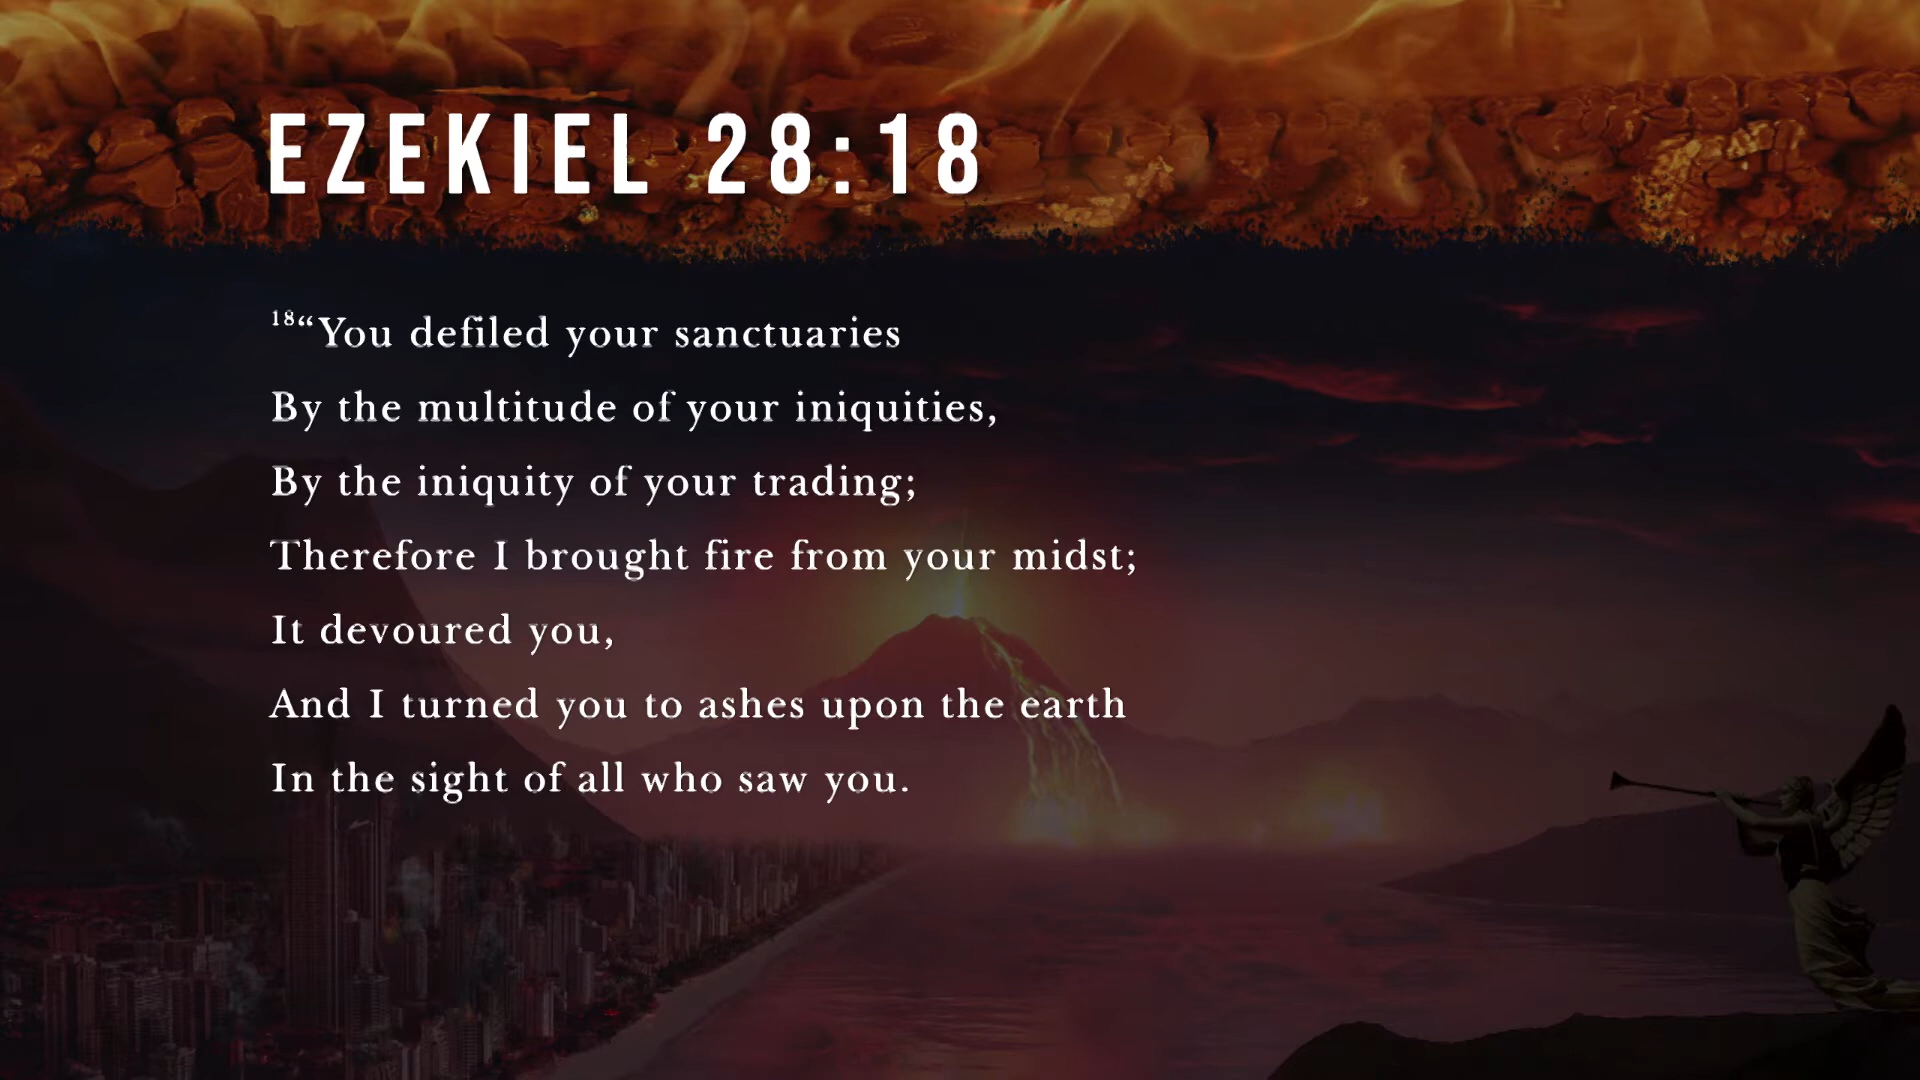 EZEKIEL 28:18
18“You defiled your sanctuaries
By the multitude of your iniquities,
By the iniquity of your trading;
Therefore I brought fire from your midst;
It devoured you,
And I turned you to ashes upon the earth
In the sight of all who saw you.